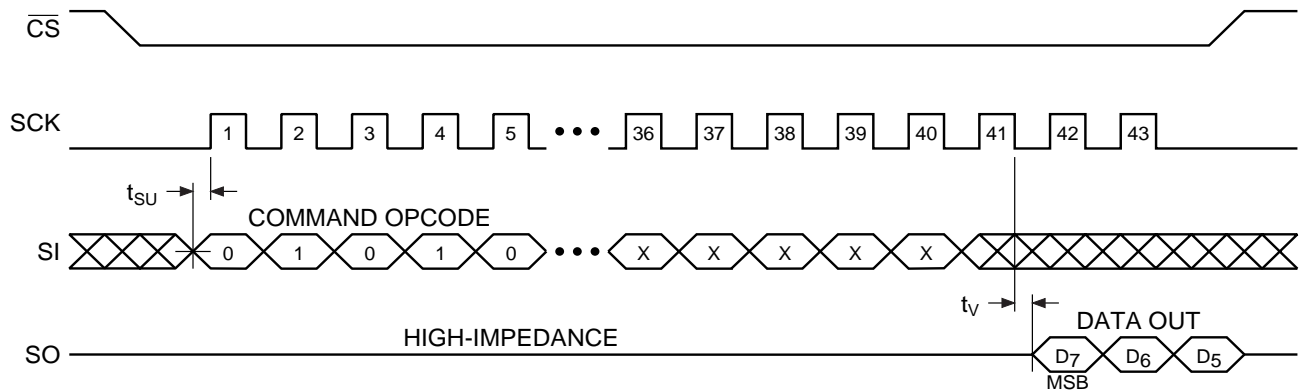 CS
SCK 1 2 3 4 5 ••• 36 37 38 39 40 41 42 43
tSU
COMMAND OPCODE
SI 0 1 0 1 0 ••• X X X X X
tV
HIGH-IMPEDANCE DATA OUT
SO D7 D6 D5
MSB